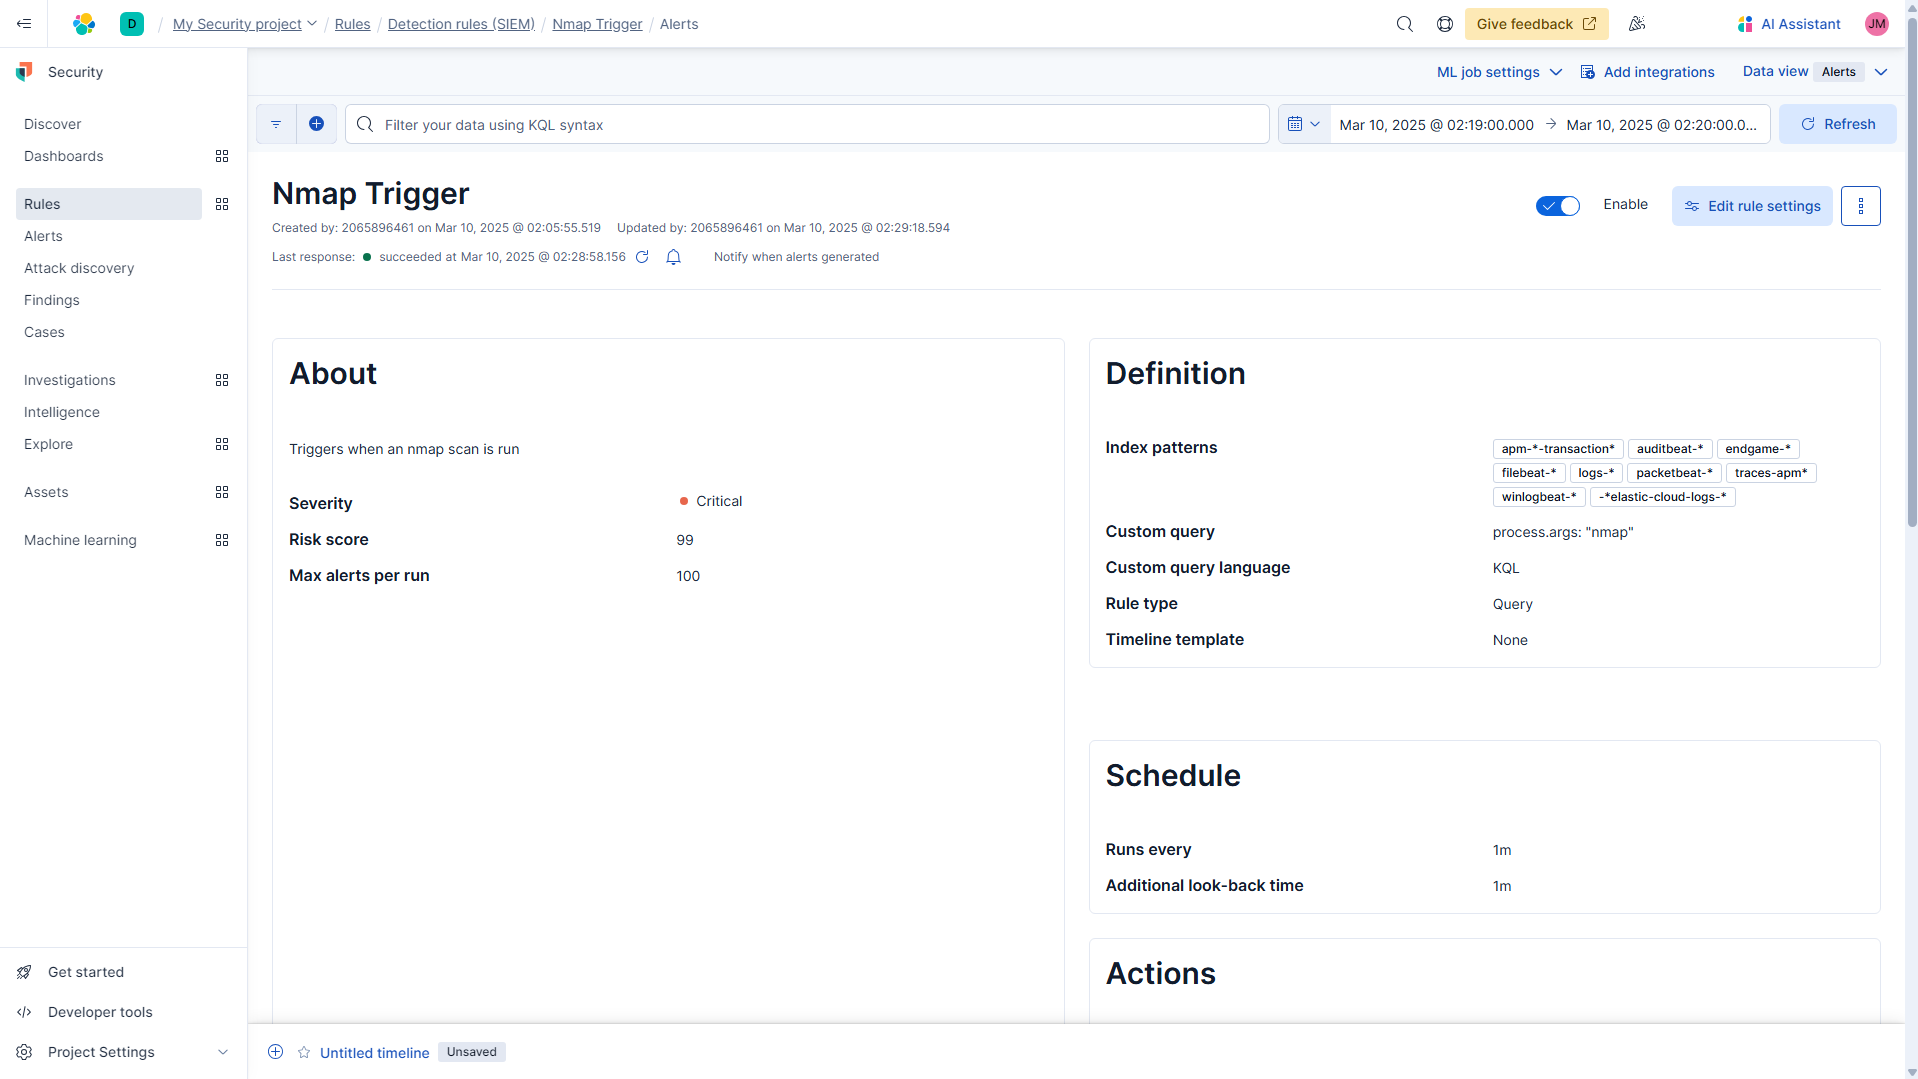 D / My Security project / Rules / Detection rules (SIEM) / Nmap Trigger / Alerts
Give feedback
AI Assistant
JM
Security
ML job settings
Add integrations
Data view Alerts
Filter your data using KQL syntax
Mar 10, 2025 @ 02:19:00.000 → Mar 10, 2025 @ 02:20:00.0...
Refresh
Discover
Dashboards
Rules
Alerts
Attack discovery
Findings
Cases
Investigations
Intelligence
Explore
Assets
Machine learning
Get started
Developer tools
Project Settings
Nmap Trigger
Created by: 2065896461 on Mar 10, 2025 @ 02:05:55.519 Updated by: 2065896461 on Mar 10, 2025 @ 02:29:18.594
Last response: succeeded at Mar 10, 2025 @ 02:28:58.156 Notify when alerts generated
Enable
Edit rule settings
About
Triggers when an nmap scan is run
Severity Critical
Risk score 99
Max alerts per run 100
Definition
Index patterns apm-*-transaction* auditbeat-* endgame-*
filebeat-* logs-* packetbeat-* traces-apm*
winlogbeat-* -*elastic-cloud-logs-*
Custom query process.args: "nmap"
Custom query language KQL
Rule type Query
Timeline template None
Schedule
Runs every 1m
Additional look-back time 1m
Actions
Untitled timeline Unsaved